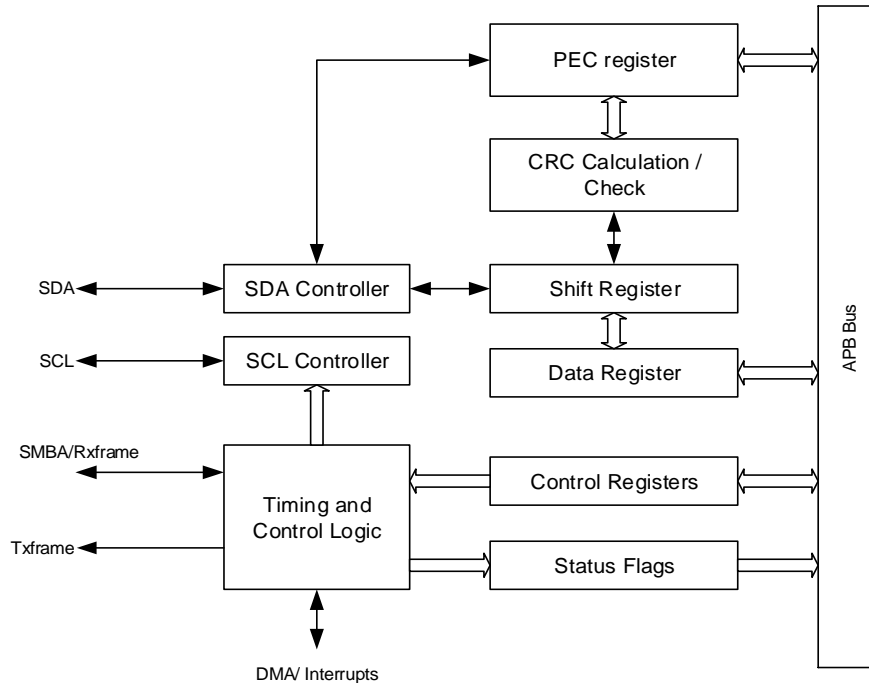 PEC register
CRC Calculation /
Check
SDA
SDA Controller
Shift Register
SCL
SCL Controller
Data Register
APB Bus
SMBA/Rxframe
Timing and
Control Logic
Control Registers
Txframe
Status Flags
DMA/ Interrupts